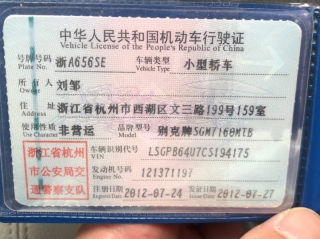 中华人民共和国机动车行驶证
Vehicle License of the People's Republic of China
号牌号码 浙A656SE 车辆类型 小型轿车
Plate No. Vehicle Type
所有人 刘邹
Owner
住址 浙江省杭州市西湖区文三路199号159室
Address
使用性质 非营运 品牌型号 别克牌SGM7160MTB
Use Character Model
浙江省杭州市公安局交通警察支队
车辆识别代号 LSGPB64U7CS194175
VIN
发动机号码 121371197
Engine No.
注册日期 2012-07-24 发证日期 2012-07-27
Register Date Issue Date